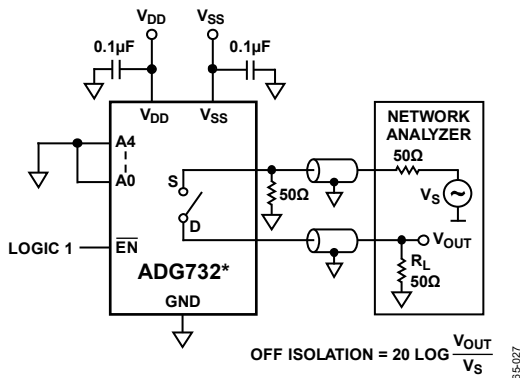 VDD VSS
0.1µF 0.1µF
VDD VSS
A4
A0
S
D
LOGIC 1
EN
ADG732*
GND
50Ω
NETWORK
ANALYZER
50Ω
VS
VOUT
RL
50Ω
OFF ISOLATION = 20 LOG VOUT
VS